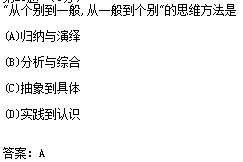 "从个别到一般,从一般到个别"的思维方法是
(A)归纳与演绎
(B)分析与综合
(C)抽象到具体
(D)实践到认识
答案: A